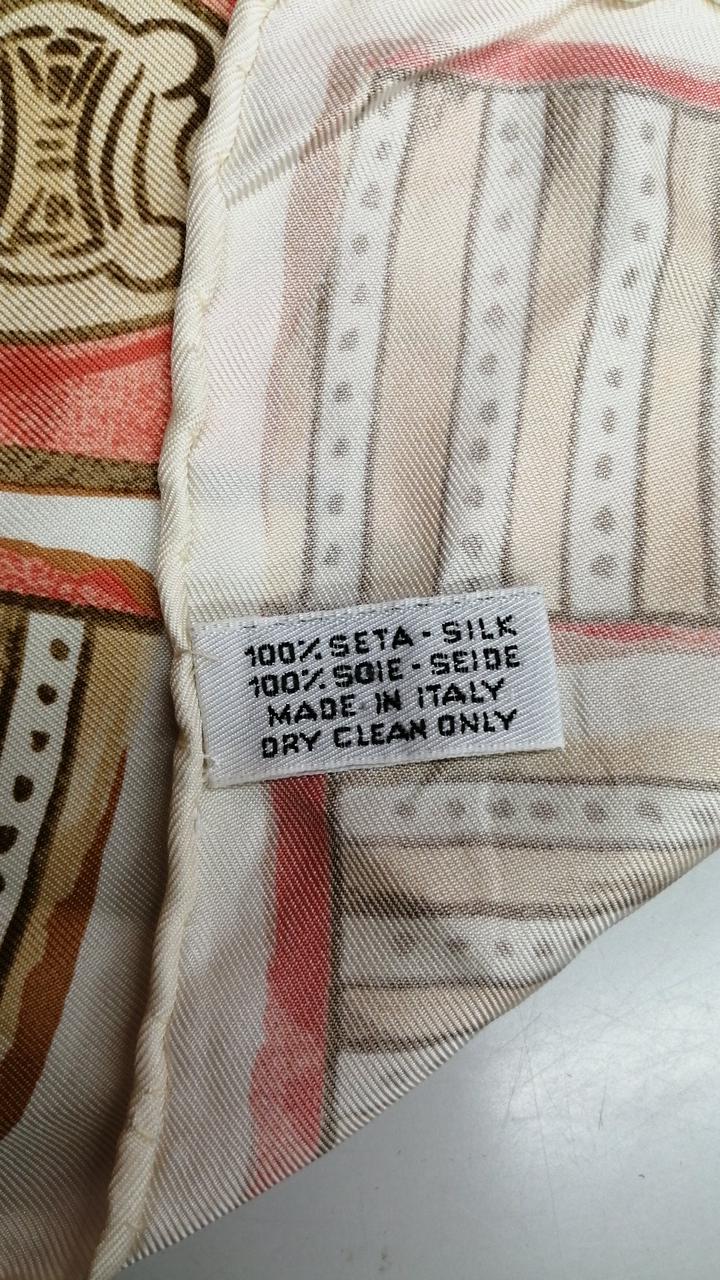 100% SETA - SILK
100% SOIE - SEIDE
MADE IN ITALY
DRY CLEAN ONLY